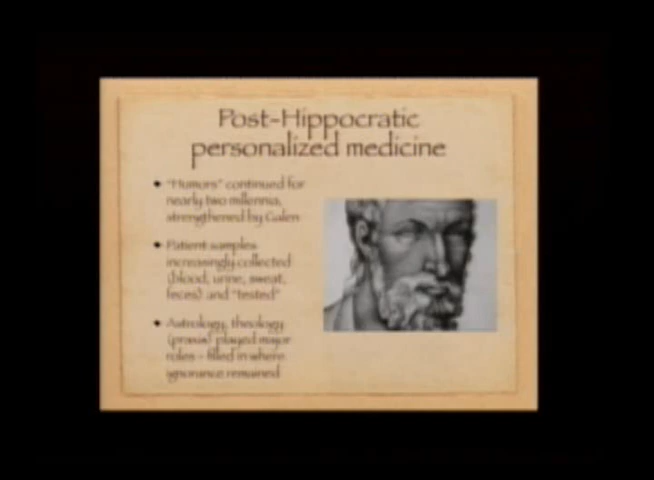 Post-Hippocratic
personalized medicine
• "Humors" continued for
nearly two millennia,
strengthened by Galen
• Patient samples
increasingly collected
(blood, urine, sweat,
feces) and "tested"
• Astrology, theology
(praxis) played major
roles - filled in where
ignorance remained